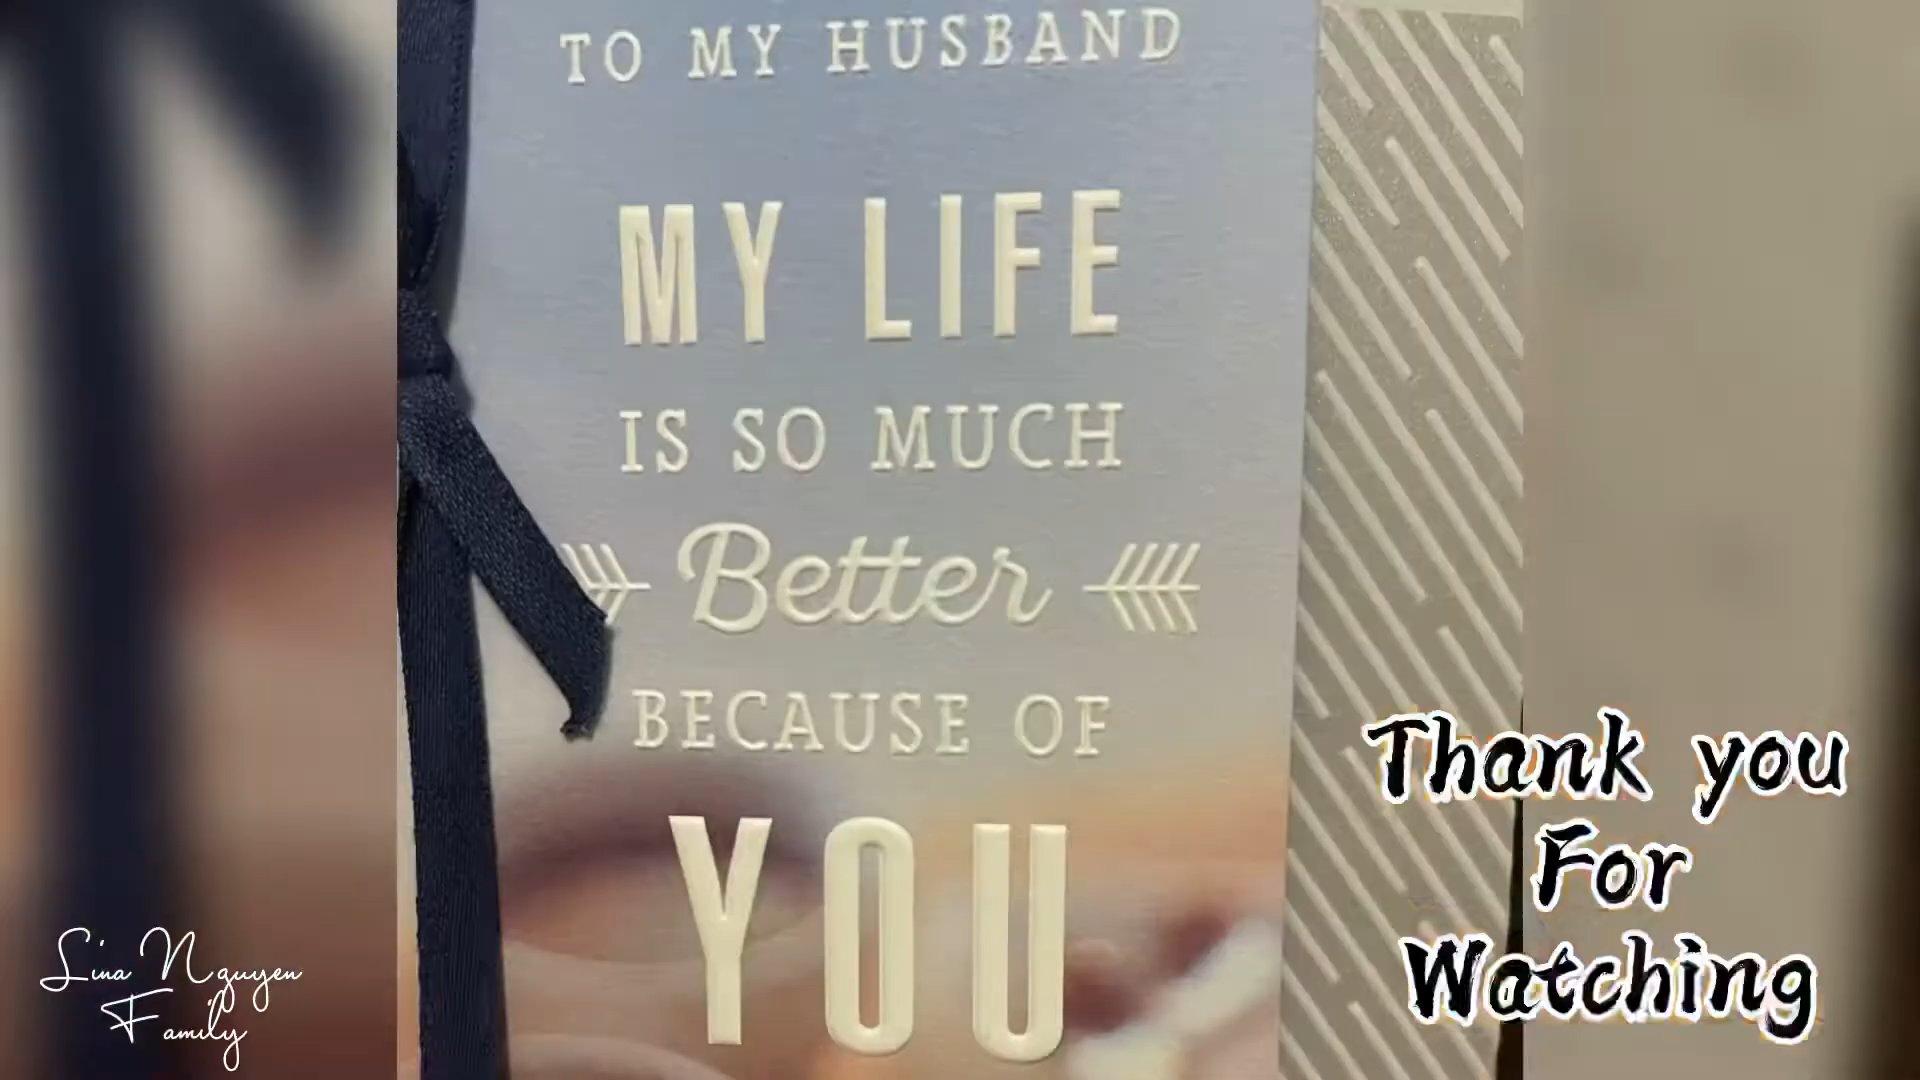 TO MY HUSBAND
MY LIFE
IS SO MUCH
Better
BECAUSE OF
YOU
Thank you
For
Watching
Lina Nguyen
Family